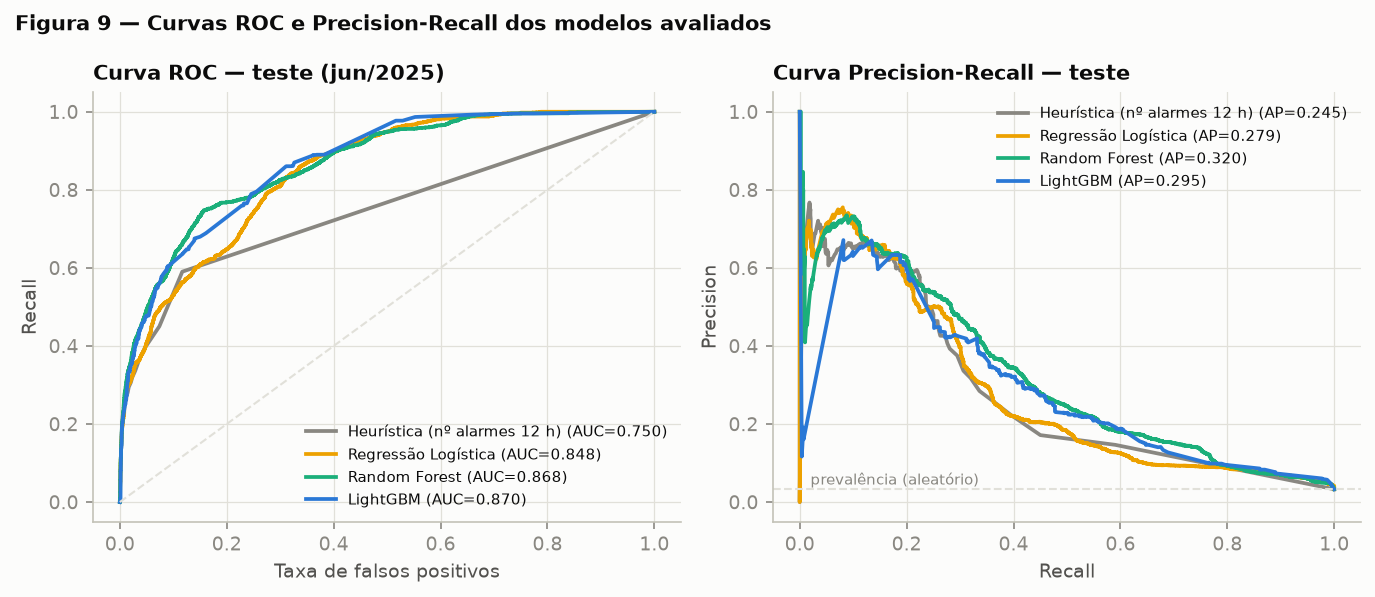 Figura 9 — Curvas ROC e Precision-Recall dos modelos avaliados
Curva ROC — teste (jun/2025)
Recall
1.0
0.8
0.6
0.4
0.2
0.0
Heurística (nº alarmes 12 h) (AUC=0.750)
Regressão Logística (AUC=0.848)
Random Forest (AUC=0.868)
LightGBM (AUC=0.870)
0.0 0.2 0.4 0.6 0.8 1.0
Taxa de falsos positivos
Curva Precision-Recall — teste
Precision
1.0
0.8
0.6
0.4
0.2
0.0
Heurística (nº alarmes 12 h) (AP=0.245)
Regressão Logística (AP=0.279)
Random Forest (AP=0.320)
LightGBM (AP=0.295)
prevalência (aleatório)
0.0 0.2 0.4 0.6 0.8 1.0
Recall